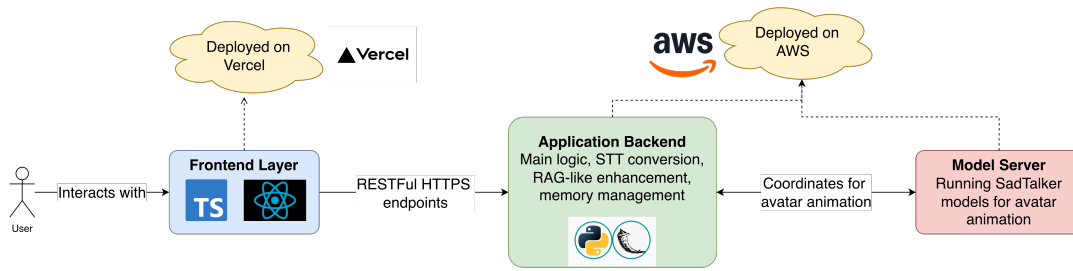 Deployed on
Vercel
Vercel
aws
Deployed on
AWS
User
Interacts with
Frontend Layer
TS
RESTFul HTTPS
endpoints
Application Backend
Main logic, STT conversion,
RAG-like enhancement,
memory management
Coordinates for
avatar animation
Model Server
Running SadTalker
models for avatar
animation